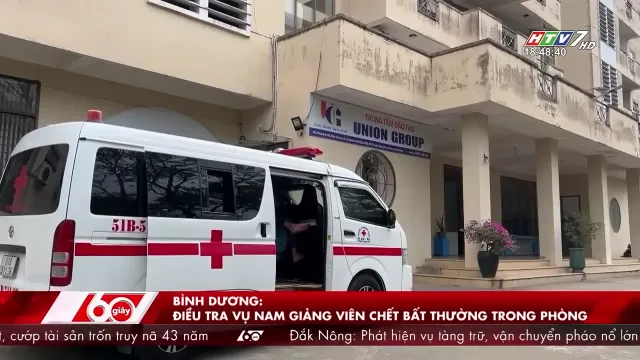 HTV7 HD
18:48:40
TRUNG TÂM ĐÀO TẠO
UNION GROUP
51B-5
60 giây
BÌNH DƯƠNG:
ĐIỀU TRA VỤ NAM GIẢNG VIÊN CHẾT BẤT THƯỜNG TRONG PHÒNG
t, cướp tài sản trốn truy nã 43 năm
Đắk Nông: Phát hiện vụ tàng trữ, vận chuyển pháo nổ lớn